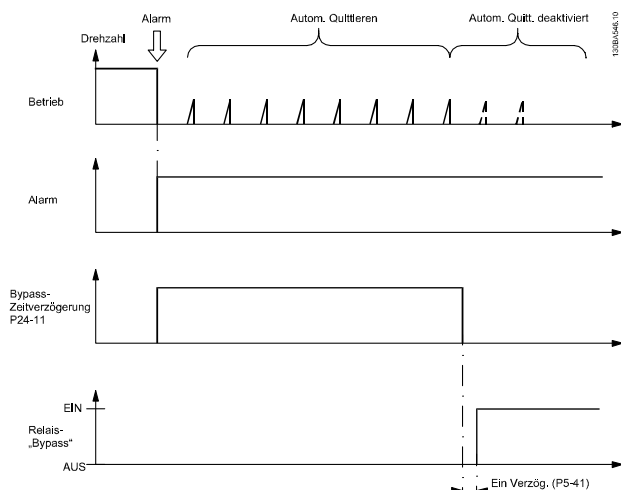 Alarm
Autom. Quittieren
Autom. Quitt. deaktiviert
130BA546.10
Drehzahl
Betrieb
Alarm
Bypass-
Zeitverzögerung
P24-11
EIN
Relais-
„Bypass“
AUS
Ein Verzög. (P5-41)